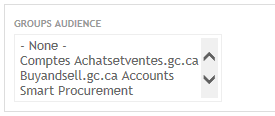 GROUPS AUDIENCE
- None -
Comptes Achatsetventes.gc.ca
Buyandsell.gc.ca Accounts
Smart Procurement